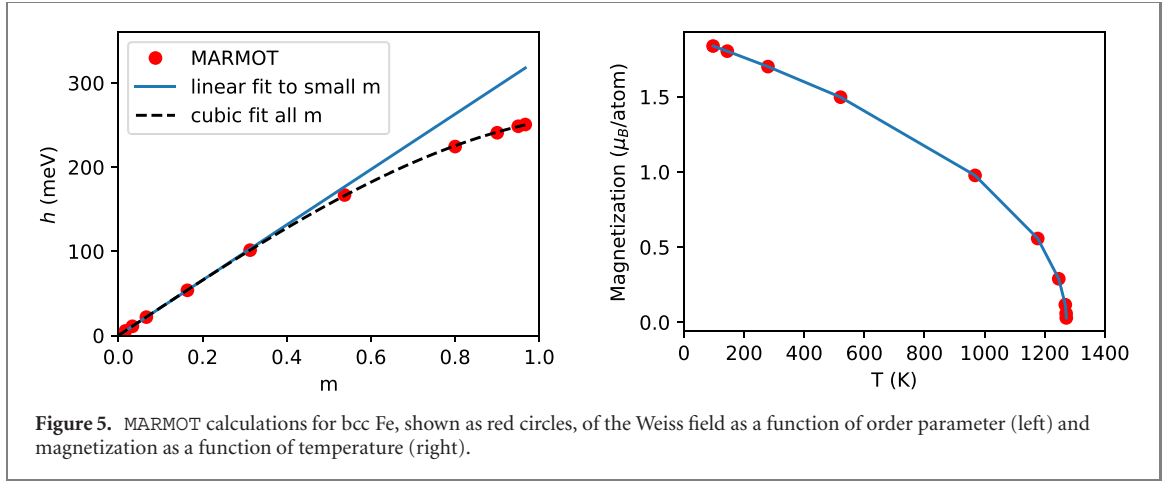 MARMOT
linear fit to small m
cubic fit all m
300
200
100
0
h (meV)
0.0 0.2 0.4 0.6 0.8 1.0
m
1.5
1.0
0.5
0.0
Magnetization (μB/atom)
0 200 400 600 800 1000 1200 1400
T (K)
Figure 5. MARMOT calculations for bcc Fe, shown as red circles, of the Weiss field as a function of order parameter (left) and
magnetization as a function of temperature (right).